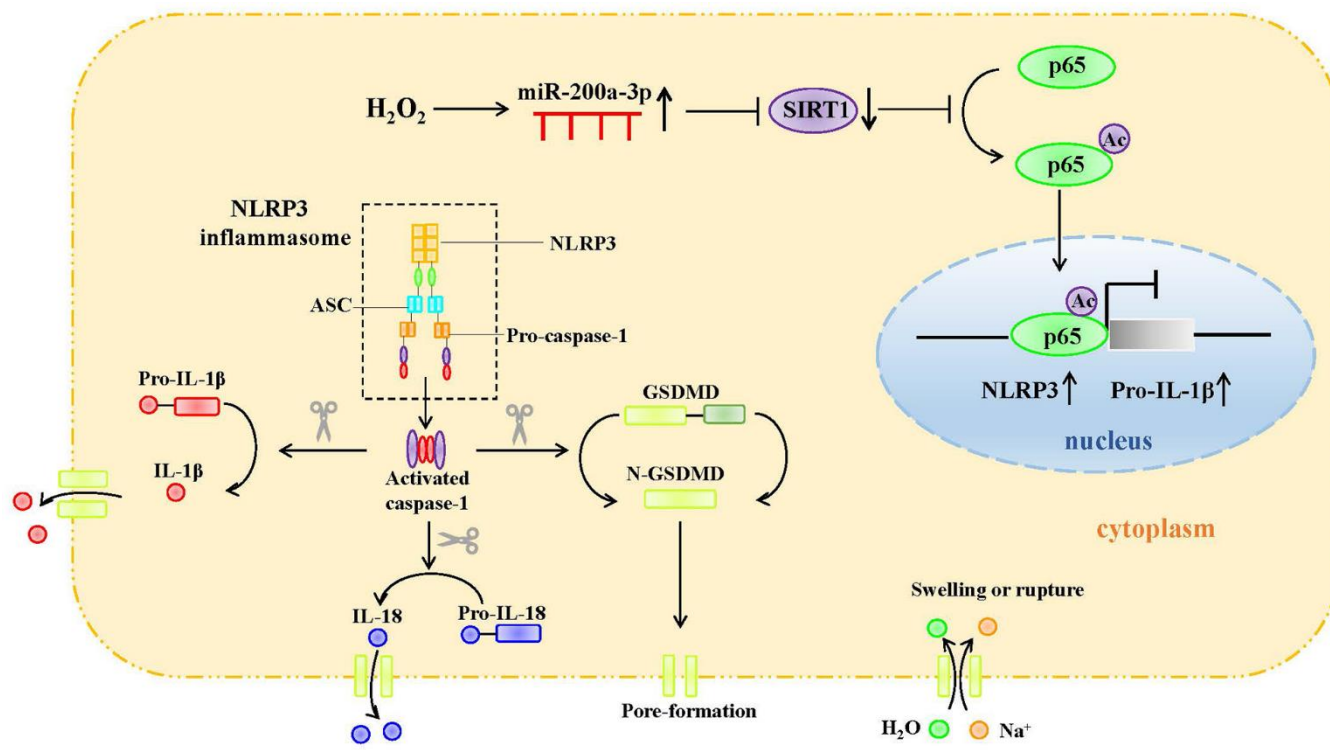 p65
H₂O₂
miR-200a-3p
SIRT1
Ac
p65
NLRP3
inflammasome
NLRP3
ASC
Pro-caspase-1
Ac
p65
NLRP3
Pro-IL-1β
nucleus
Pro-IL-1β
GSDMD
IL-1β
Activated
caspase-1
N-GSDMD
cytoplasm
IL-18
Pro-IL-18
Swelling or rupture
Pore-formation
H₂O
Na⁺